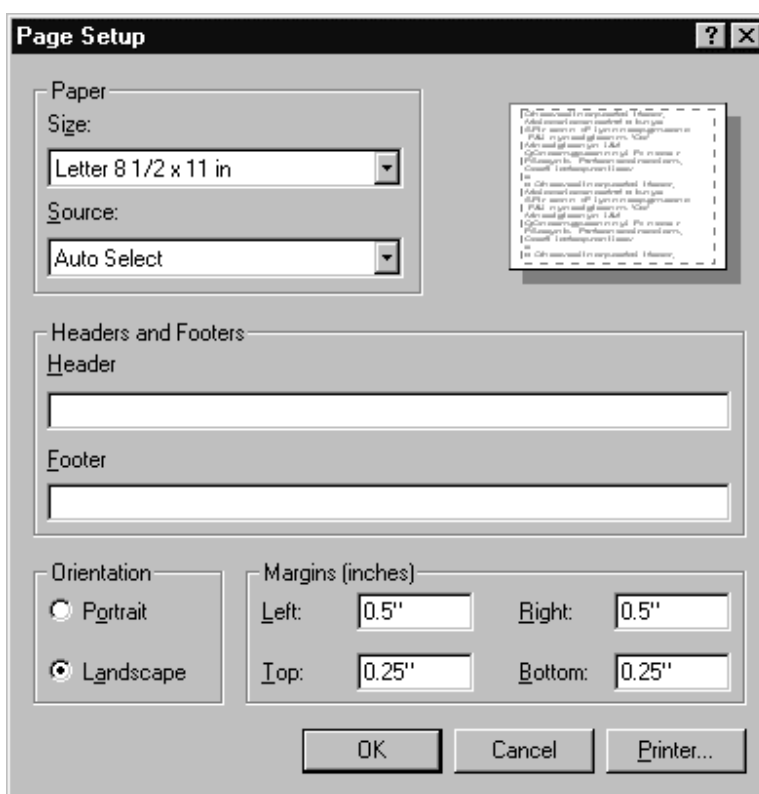 Page Setup
Paper
Size:
Letter 8 1/2 x 11 in
Source:
Auto Select
Headers and Footers
Header
Footer
Orientation
Portrait
Landscape
Margins (inches)
Left: 0.5" Right: 0.5"
Top: 0.25" Bottom: 0.25"
OK Cancel Printer...